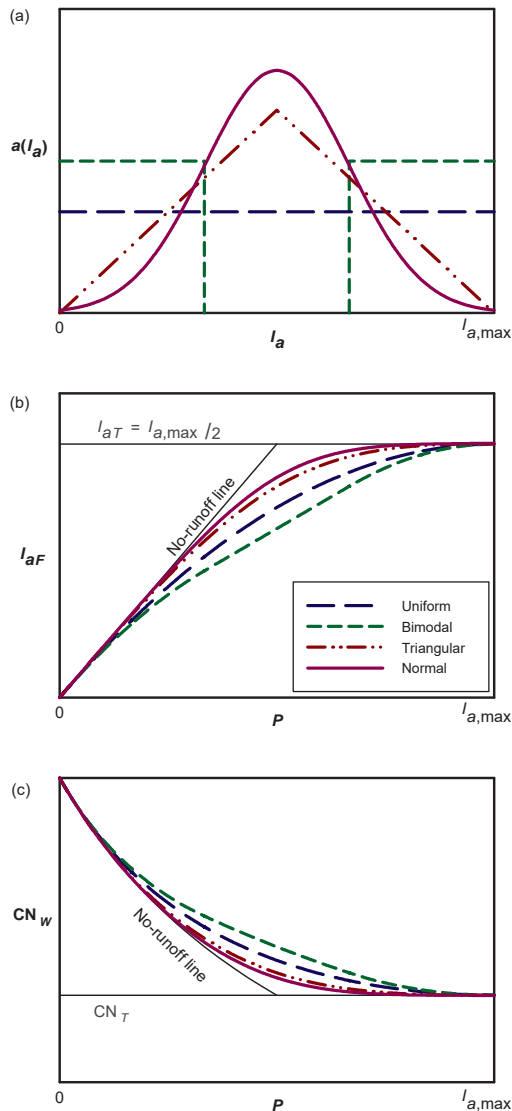 (a)
a(Ia)
0
Ia
Ia,max
(b)
IaT = Ia,max /2
No-runoff line
IaF
Uniform
Bimodal
Triangular
Normal
0
P
Ia,max
(c)
CN W
No-runoff line
CN T
0
P
Ia,max